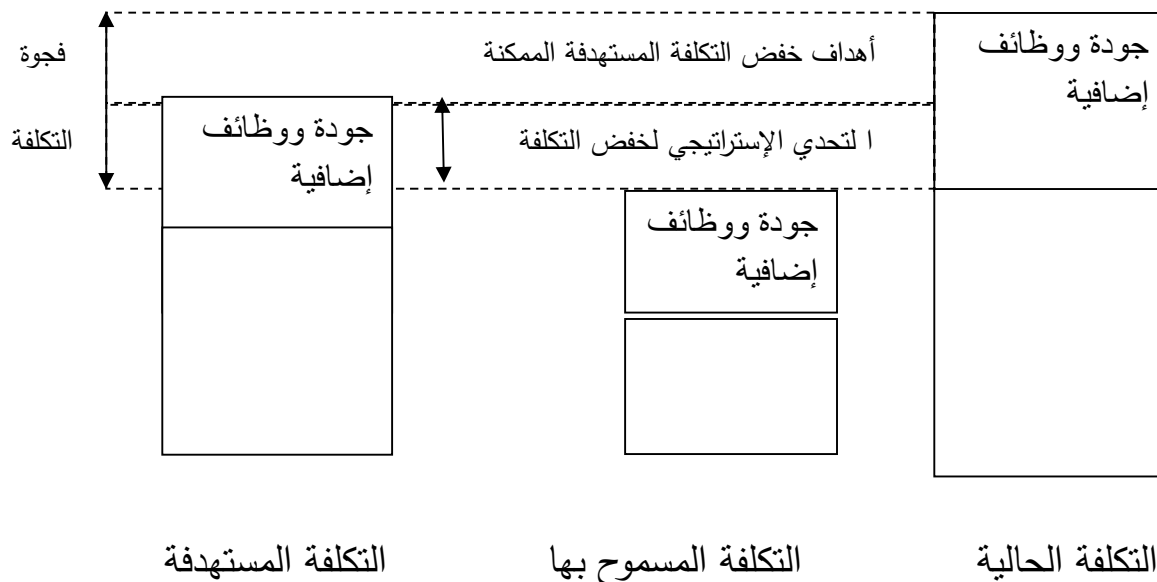 جودة ووظائف
إضافية
أهداف خفض التكلفة المستهدفة الممكنة
فجوة
ا لتحدي الإستراتيجي لخفض التكلفة
جودة ووظائف
إضافية
التكلفة
جودة ووظائف
إضافية
التكلفة الحالية
التكلفة المسموح بها
التكلفة المستهدفة